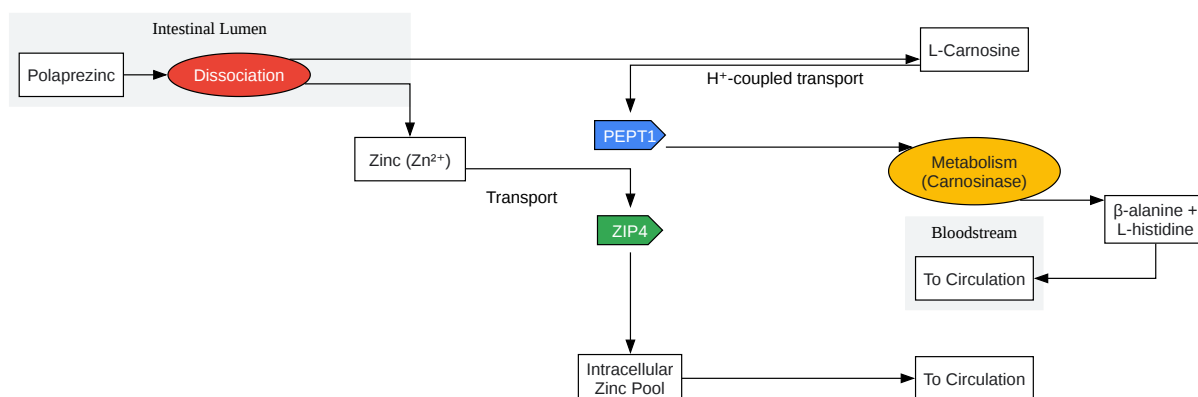 Intestinal Lumen
Polaprezinc
Dissociation
L-Carnosine
H⁺-coupled transport
PEPT1
Zinc (Zn²⁺)
Transport
Metabolism
(Carnosinase)
ZIP4
β-alanine +
L-histidine
Bloodstream
To Circulation
Intracellular
Zinc Pool
To Circulation